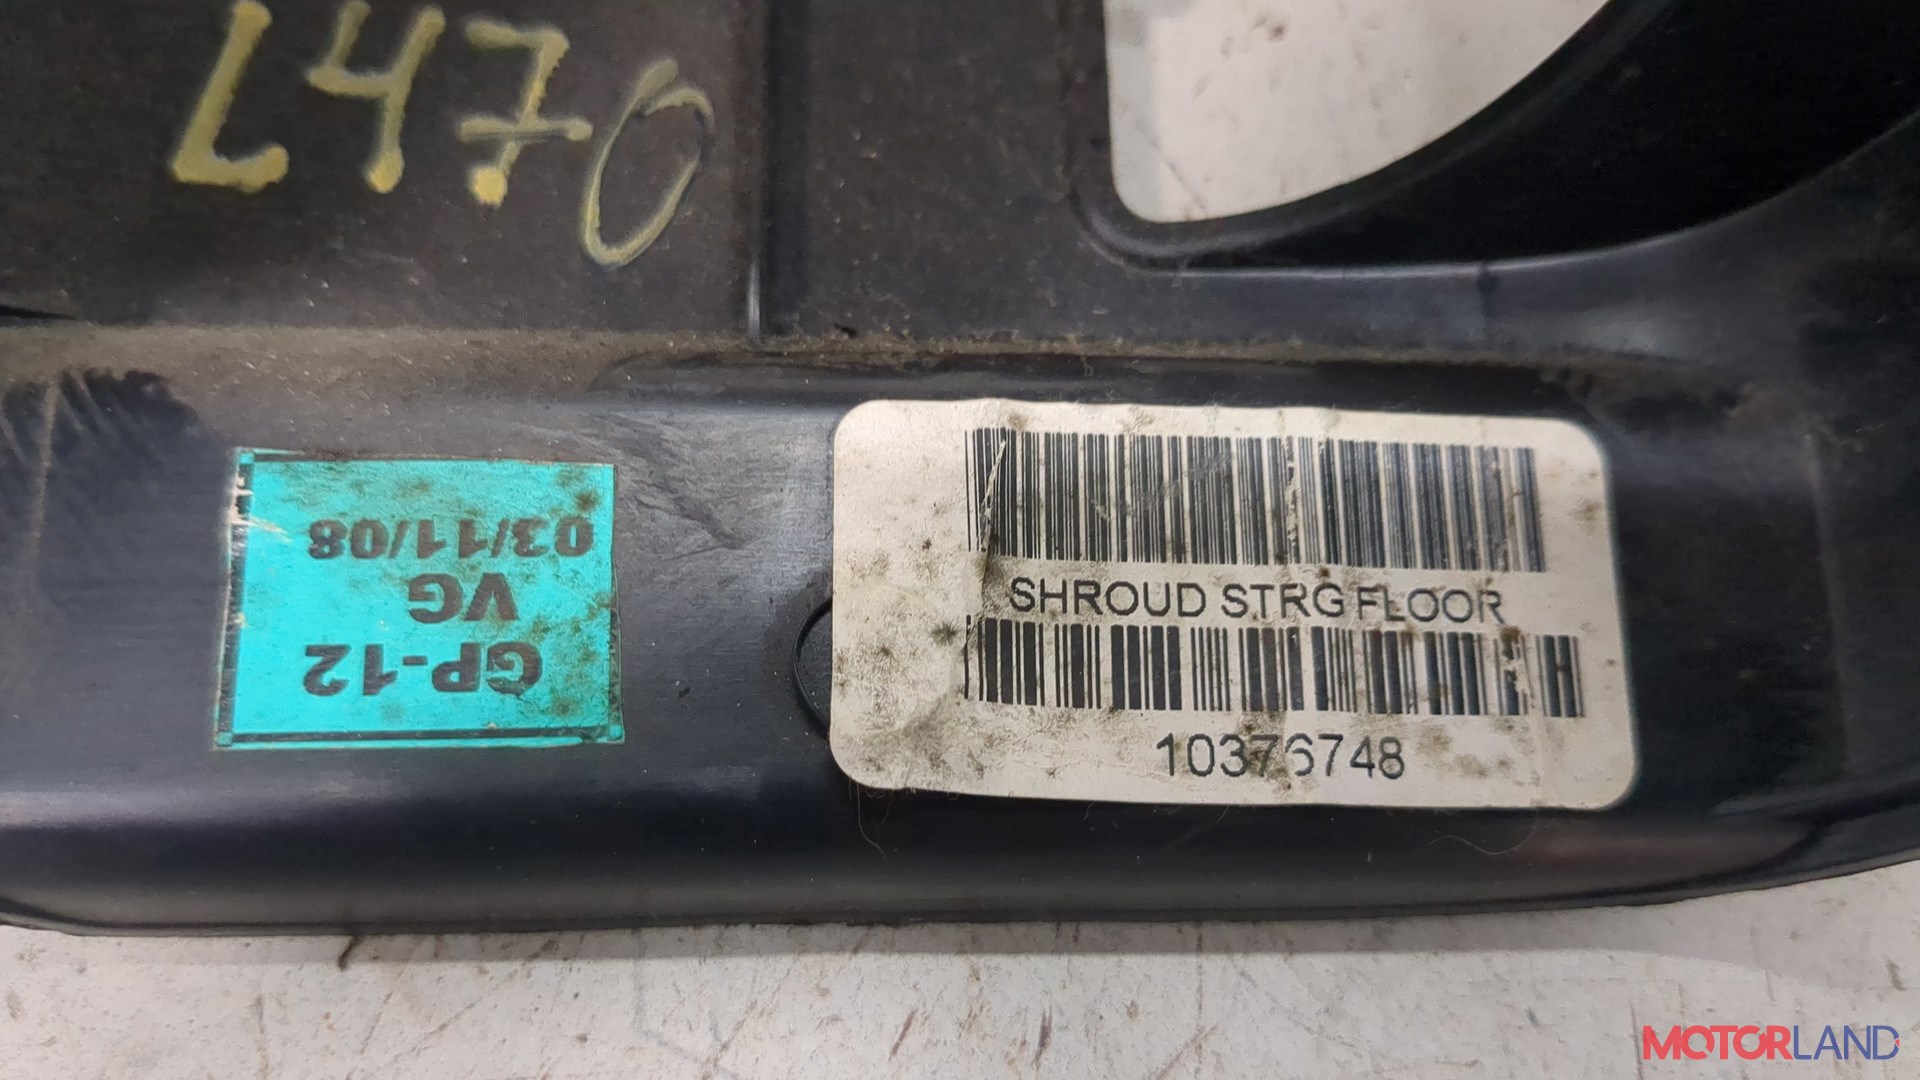 L470
GP-12
VG
03/11/08
SHROUD STRG FLOOR
10376748
MOTORLAND